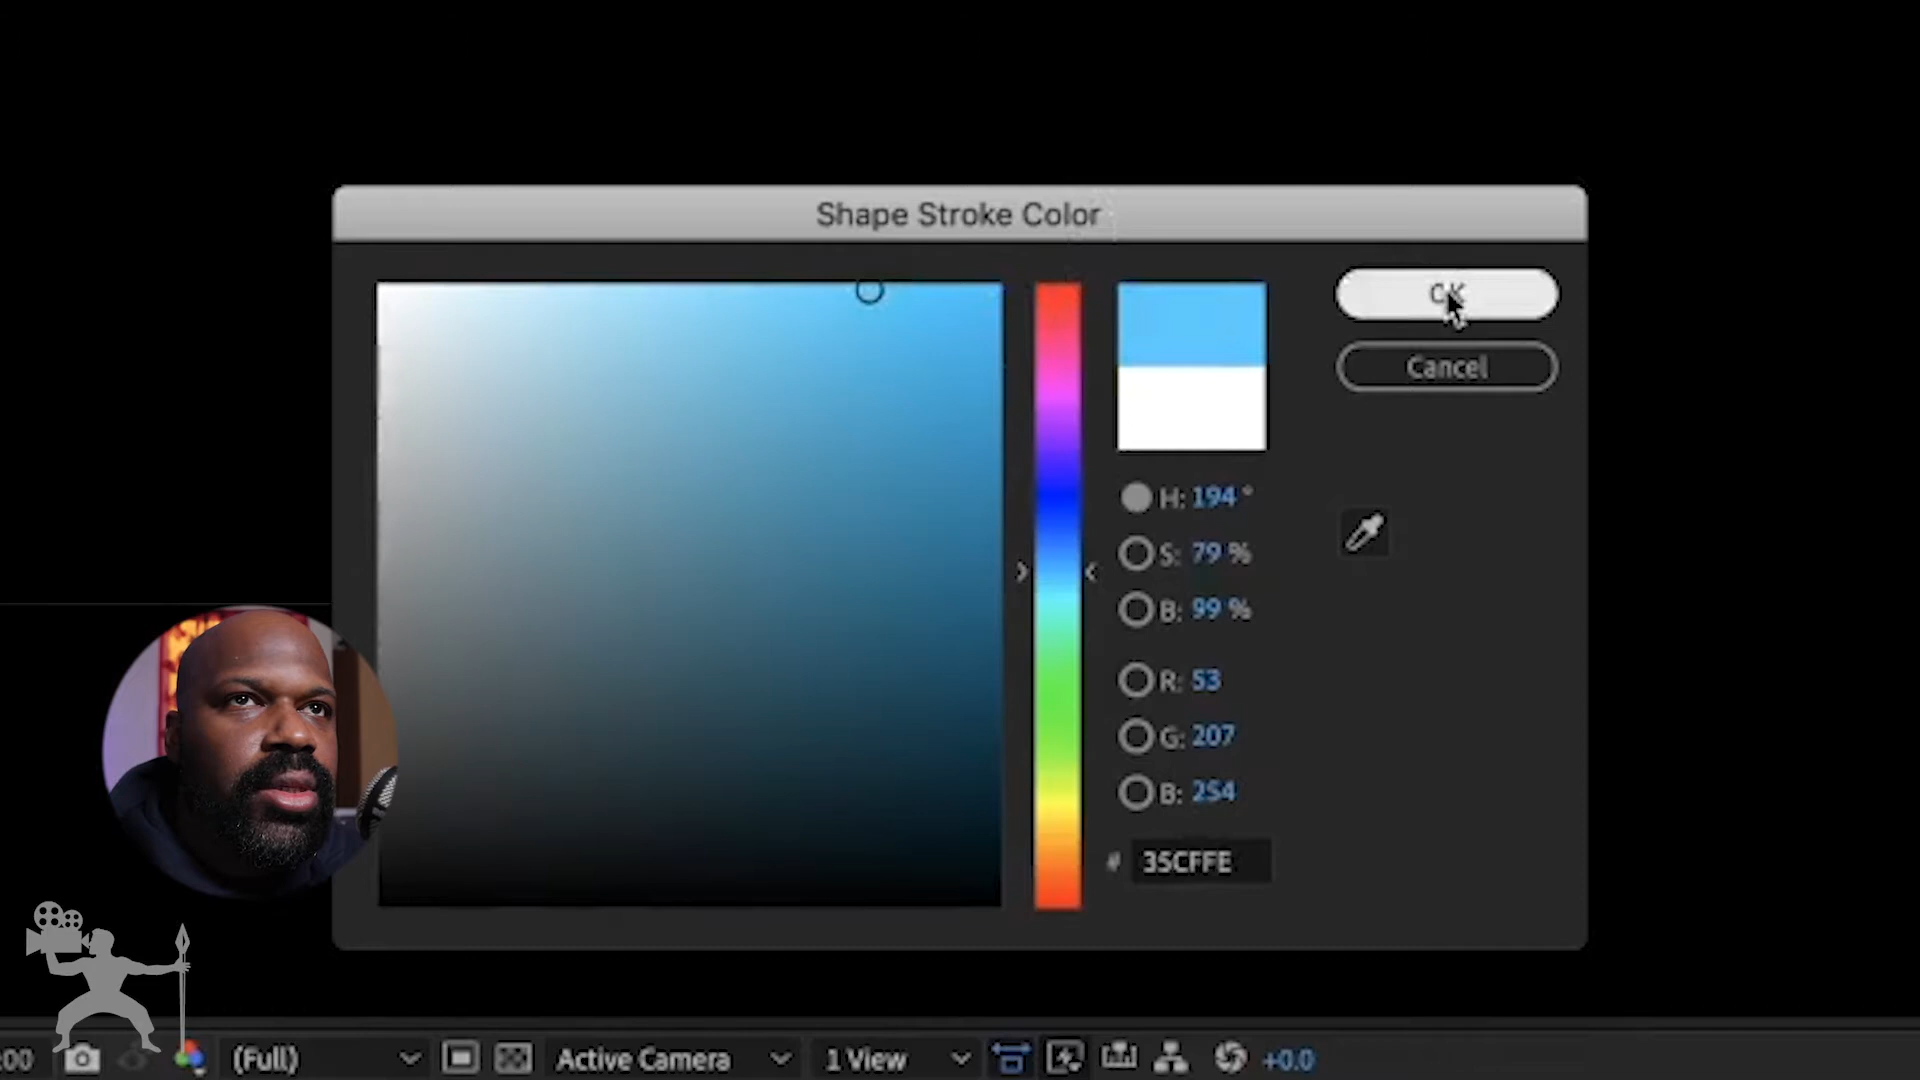 Shape Stroke Color
OK
Cancel
H: 194 °
S: 79 %
B: 99 %
R: 53
G: 207
B: 254
# 35CFFE
:00 (Full) Active Camera 1 View +0.0